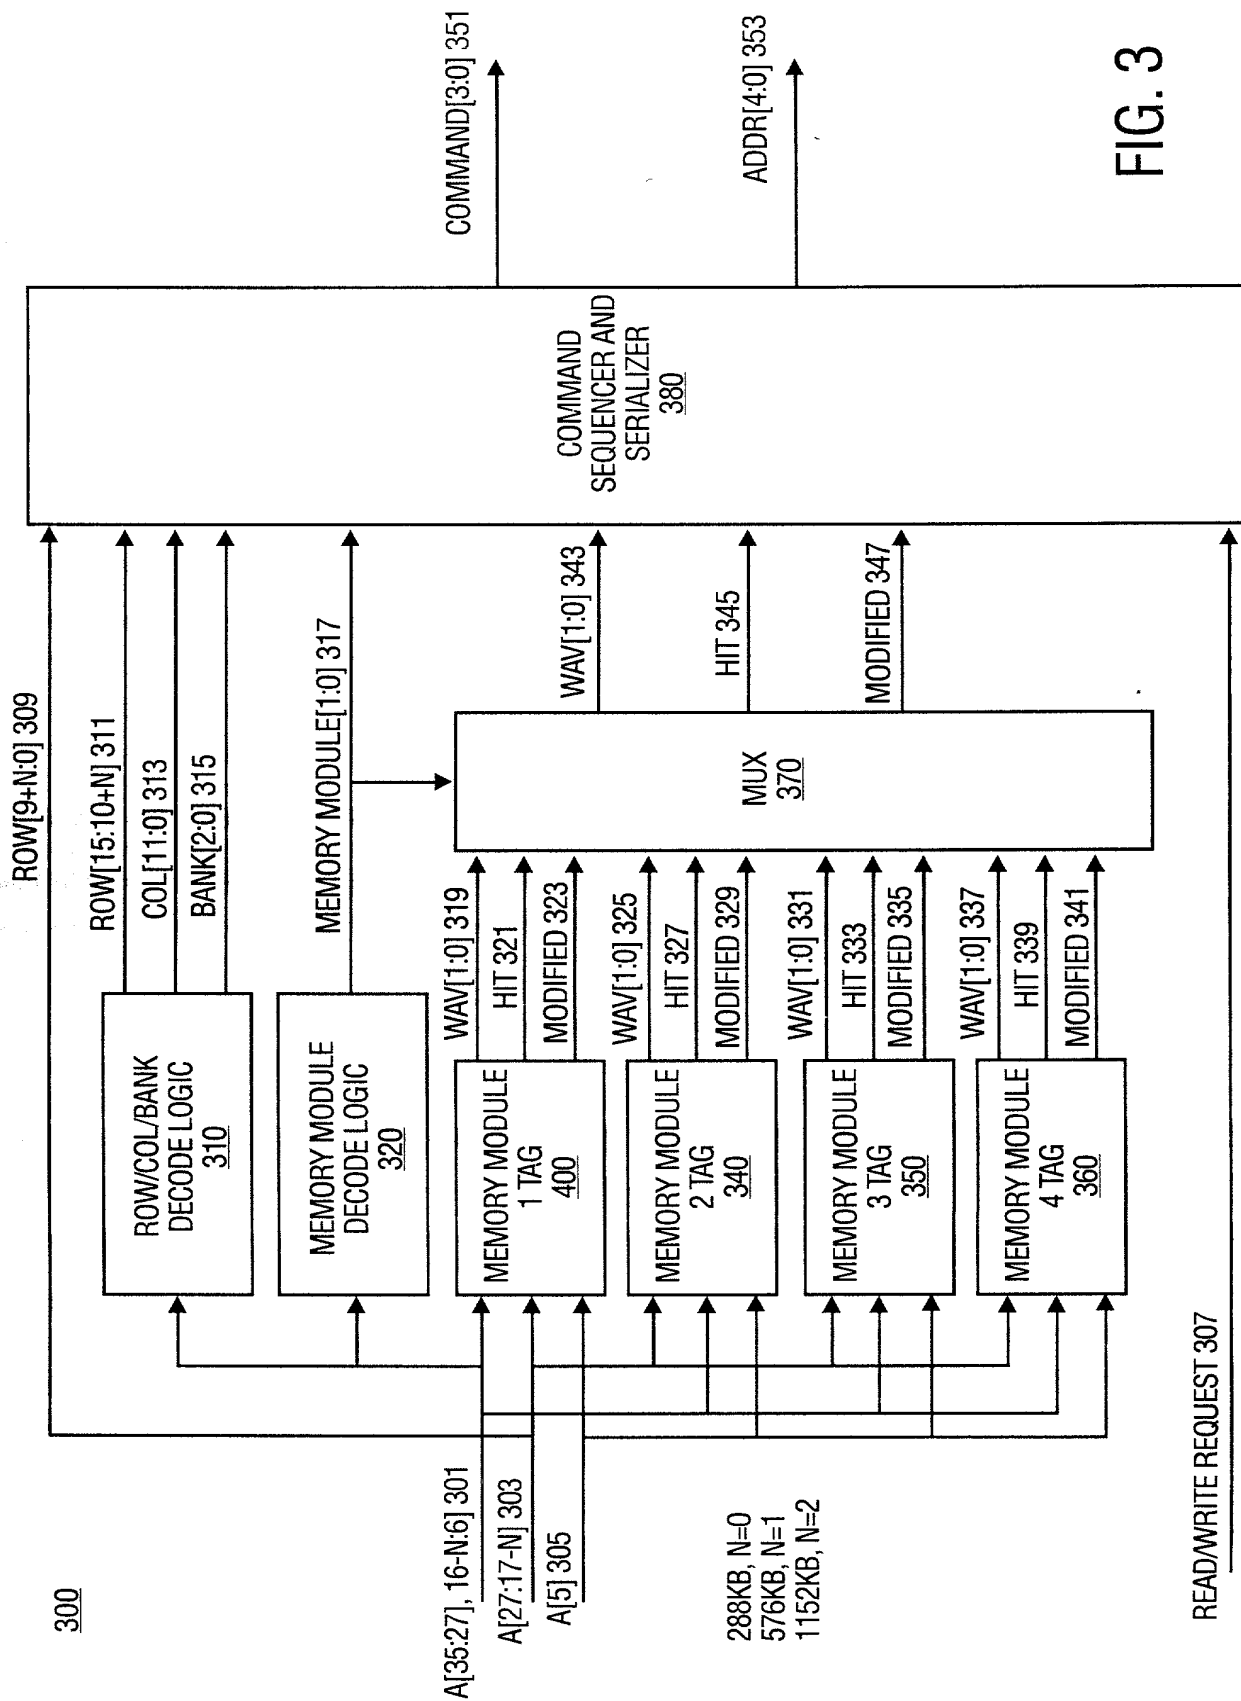 300
ROW[9+N:0] 309
ROW[15:10+N] 311
COL[11:0] 313
BANK[2:0] 315
MEMORY MODULE[1:0] 317
ROW/COL/BANK
DECODE LOGIC
310
MEMORY MODULE
DECODE LOGIC
320
A[35:27], 16-N:6] 301
A[27:17-N] 303
A[5] 305
288KB, N=0
576KB, N=1
1152KB, N=2
READ/WRITE REQUEST 307
MEMORY MODULE
1 TAG
400
MEMORY MODULE
2 TAG
340
MEMORY MODULE
3 TAG
350
MEMORY MODULE
4 TAG
360
WAV[1:0] 319
HIT 321
MODIFIED 323
WAV[1:0] 325
HIT 327
MODIFIED 329
WAV[1:0] 331
HIT 333
MODIFIED 335
WAV[1:0] 337
HIT 339
MODIFIED 341
MUX
370
WAV[1:0] 343
HIT 345
MODIFIED 347
COMMAND
SEQUENCER AND
SERIALIZER
380
COMMAND[3:0] 351
ADDR[4:0] 353
FIG. 3